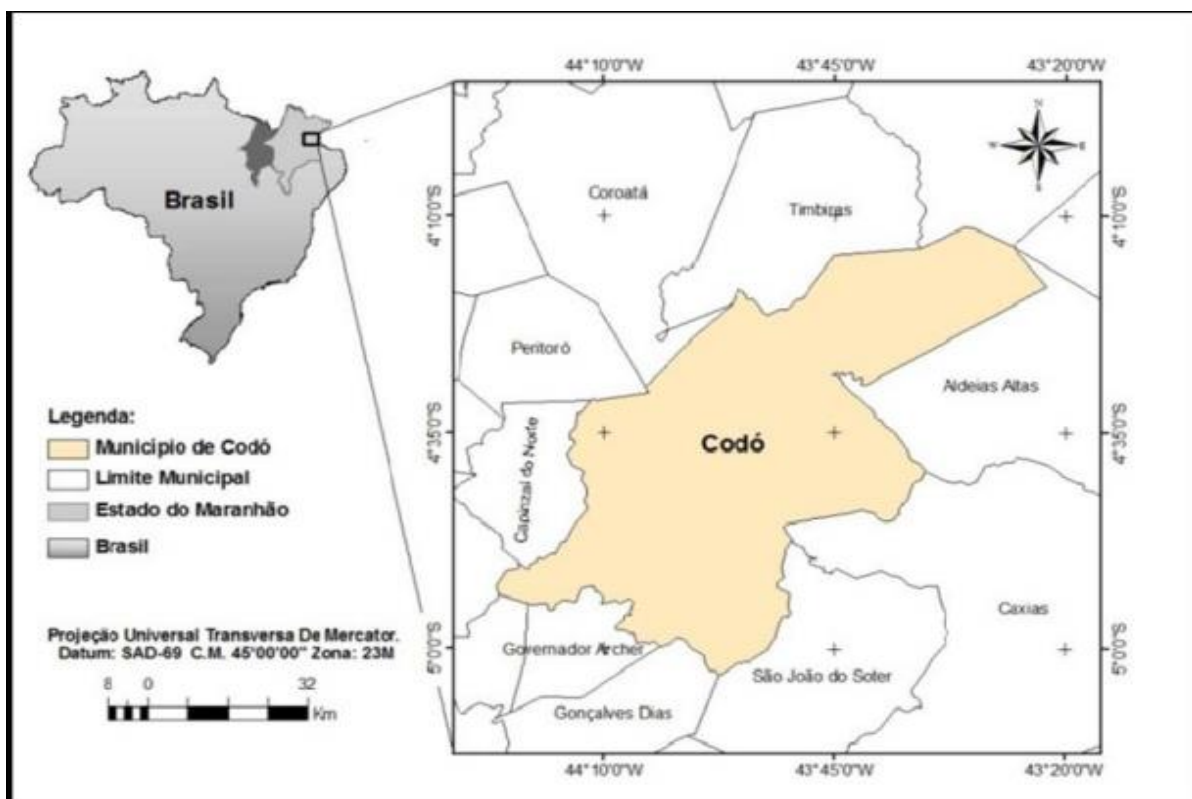 Brasil
Legenda:
Município de Codó
Limite Municipal
Estado do Maranhão
Brasil
Projeção Universal Transversa De Mercator.
Datum: SAD-69 C.M. 45°00'00" Zona: 23M
8 0 32
Km
44°10'0"W 43°45'0"W 43°20'0"W
4°10'0"S
4°35'0"S
5°0'0"S
N
W E
S
Coroatá
Timbiras
Peritoró
Aldeias Altas
Capinzal do Norte
Codó
Caxias
Governador Archer
São João do Soter
Gonçalves Dias
4°10'0"S
4°35'0"S
5°0'0"S
44°10'0"W 43°45'0"W 43°20'0"W